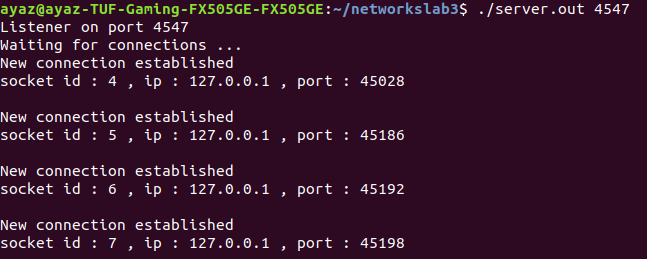 ayaz@ayaz-TUF-Gaming-FX505GE-FX505GE:~/networkslab3$ ./server.out 4547
Listener on port 4547
Waiting for connections ...
New connection established
socket id : 4 , ip : 127.0.0.1 , port : 45028
New connection established
socket id : 5 , ip : 127.0.0.1 , port : 45186
New connection established
socket id : 6 , ip : 127.0.0.1 , port : 45192
New connection established
socket id : 7 , ip : 127.0.0.1 , port : 45198